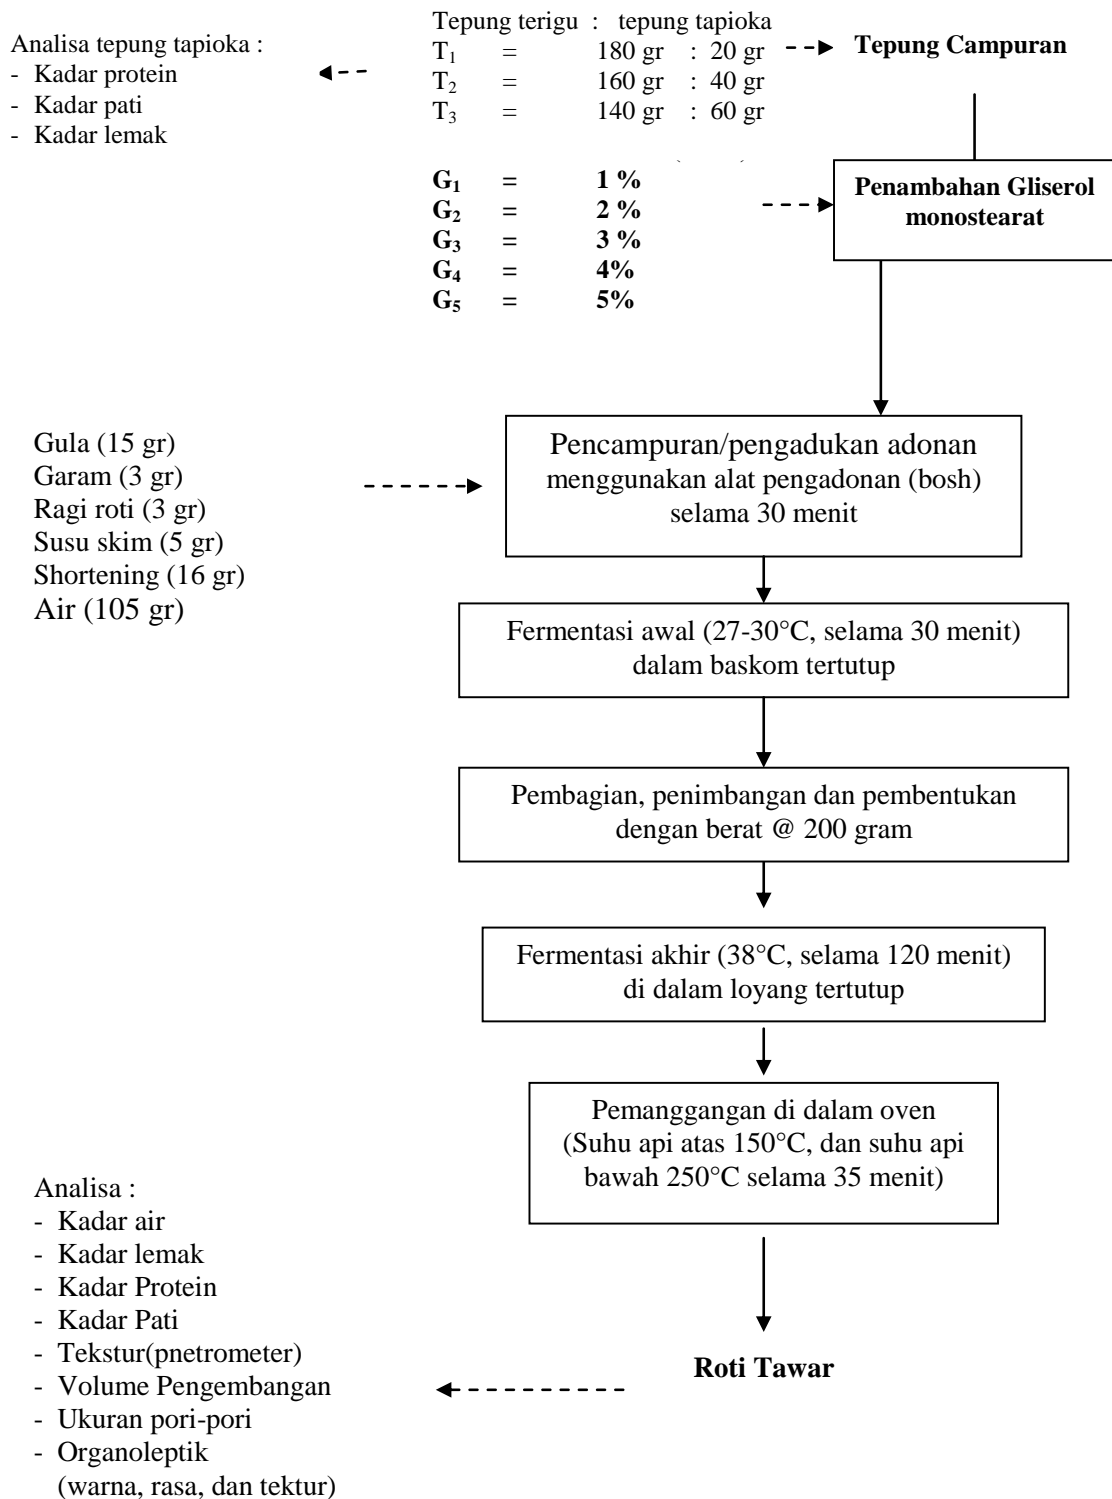 Tepung terigu : tepung tapioka
Analisa tepung tapioka :
- Kadar protein
- Kadar pati
- Kadar lemak
T1 = 180 gr : 20 gr
T2 = 160 gr : 40 gr
T3 = 140 gr : 60 gr
Tepung Campuran
G1 = 1 %
G2 = 2 %
G3 = 3 %
G4 = 4%
G5 = 5%
Penambahan Gliserol
monostearat
Gula (15 gr)
Garam (3 gr)
Ragi roti (3 gr)
Susu skim (5 gr)
Shortening (16 gr)
Air (105 gr)
Pencampuran/pengadukan adonan
menggunakan alat pengadonan (bosh)
selama 30 menit
Fermentasi awal (27-30°C, selama 30 menit)
dalam baskom tertutup
Pembagian, penimbangan dan pembentukan
dengan berat @ 200 gram
Fermentasi akhir (38°C, selama 120 menit)
di dalam loyang tertutup
Pemanggangan di dalam oven
(Suhu api atas 150°C, dan suhu api
bawah 250°C selama 35 menit)
Roti Tawar
Analisa :
- Kadar air
- Kadar lemak
- Kadar Protein
- Kadar Pati
- Tekstur(pnetrometer)
- Volume Pengembangan
- Ukuran pori-pori
- Organoleptik
(warna, rasa, dan tektur)